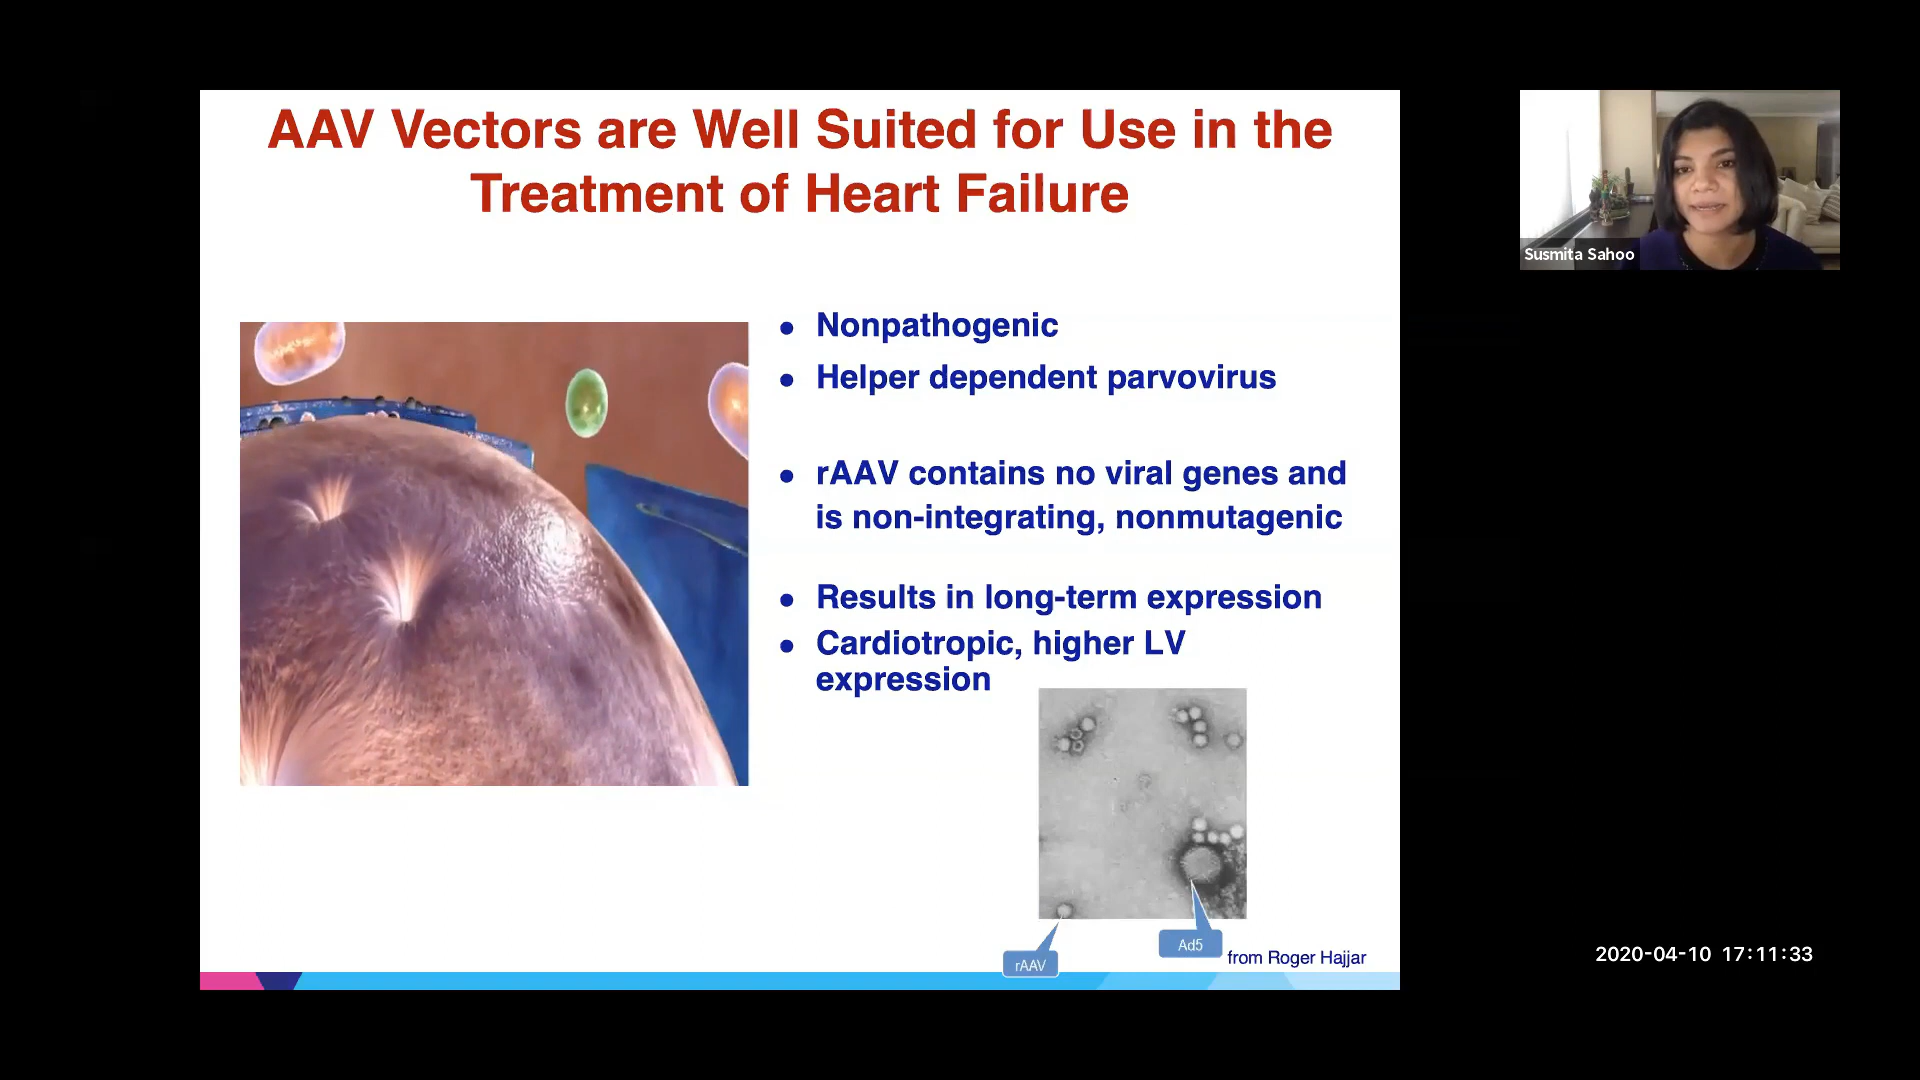 AAV Vectors are Well Suited for Use in the
Treatment of Heart Failure
Susmita Sahoo
● Nonpathogenic
● Helper dependent parvovirus
● rAAV contains no viral genes and
is non-integrating, nonmutagenic
● Results in long-term expression
● Cardiotropic, higher LV
expression
Ad5
rAAV
from Roger Hajjar
2020-04-10 17:11:33